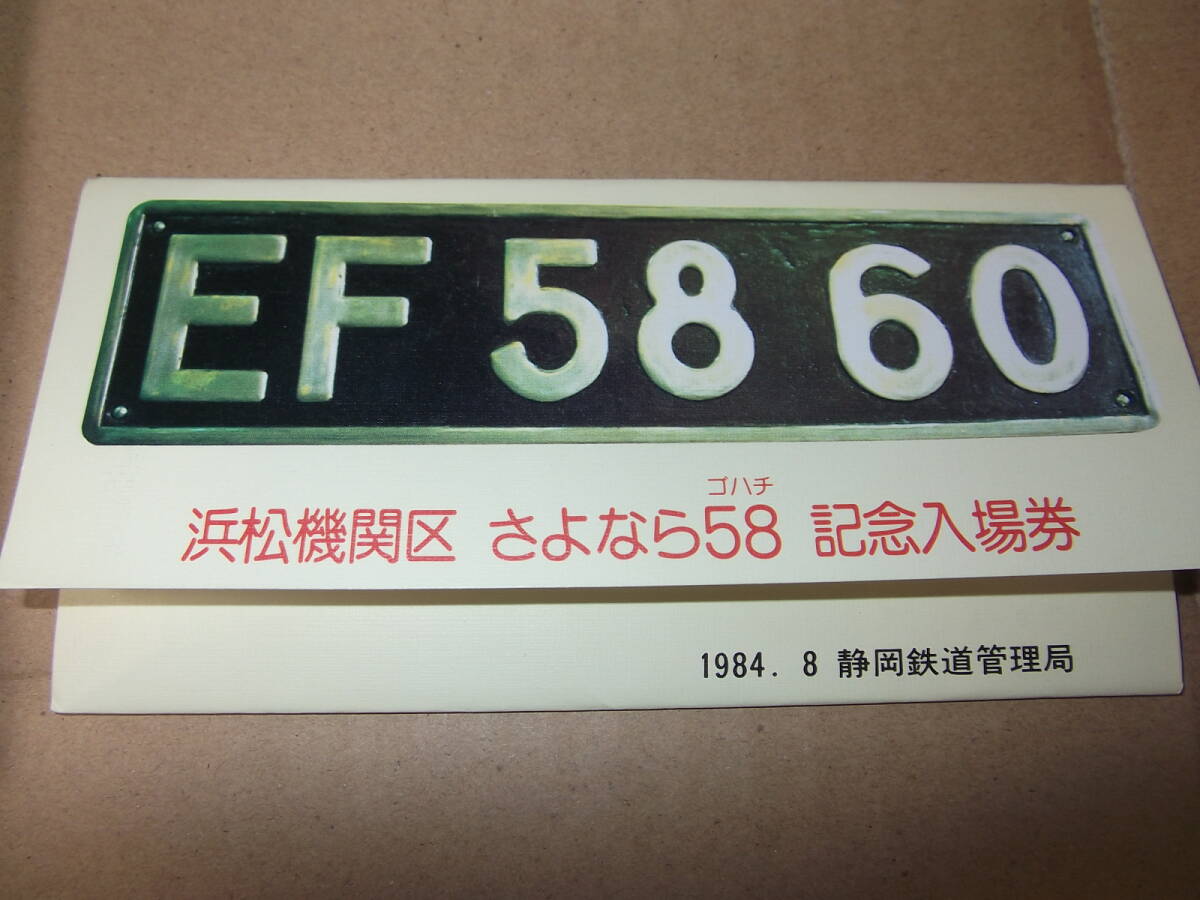 EF 58 60
ゴハチ
浜松機関区 さよなら58 記念入場券
1984. 8 静岡鉄道管理局